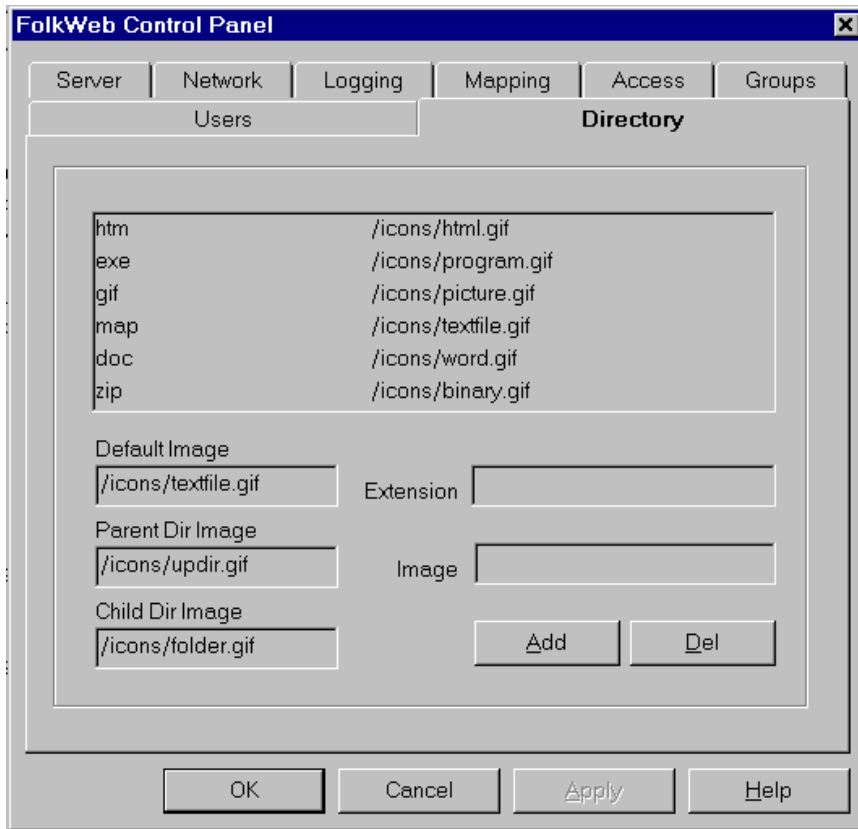 FolkWeb Control Panel
Server Network Logging Mapping Access Groups
Users Directory
htm /icons/html.gif
exe /icons/program.gif
gif /icons/picture.gif
map /icons/textfile.gif
doc /icons/word.gif
zip /icons/binary.gif
Default Image
/icons/textfile.gif
Extension
Parent Dir Image
/icons/updir.gif
Image
Child Dir Image
/icons/folder.gif
Add Del
OK Cancel Apply Help